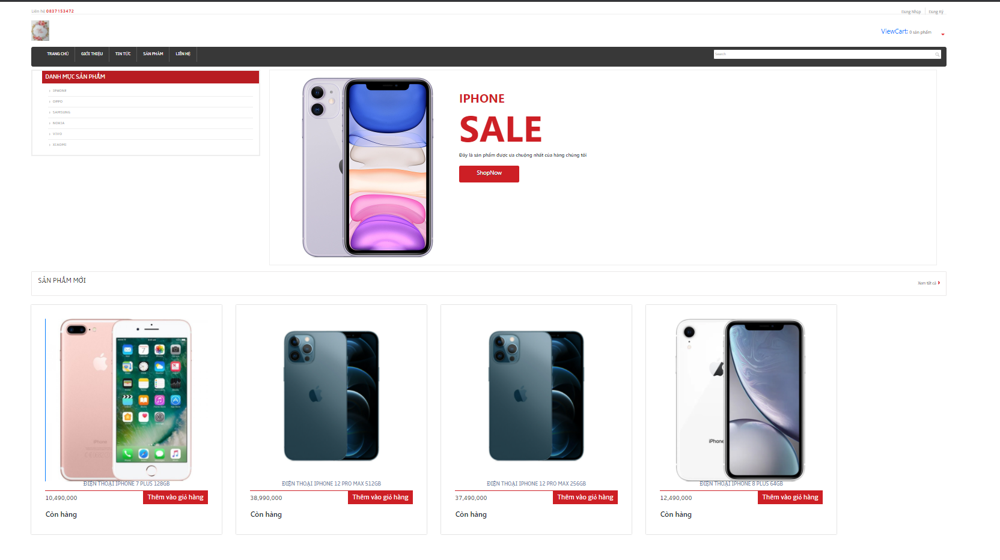 Liên hệ 0837153472
Đăng Nhập
Đăng Ký
ViewCart: 0 sản phẩm
TRANG CHỦ
GIỚI THIỆU
TIN TỨC
SẢN PHẨM
LIÊN HỆ
Search
DANH MỤC SẢN PHẨM
IPHONE
OPPO
SAMSUNG
NOKIA
VIVO
XIAOMI
IPHONE
SALE
Đây là sản phẩm được ưa chuộng nhất của hàng chúng tôi
ShopNow
SẢN PHẨM MỚI
Xem tất cả
iPhone
iPhone
ĐIỆN THOẠI IPHONE 7 PLUS 128GB
10,490,000
Thêm vào giỏ hàng
Còn hàng
ĐIỆN THOẠI IPHONE 12 PRO MAX 512GB
38,990,000
Thêm vào giỏ hàng
Còn hàng
ĐIỆN THOẠI IPHONE 12 PRO MAX 256GB
37,490,000
Thêm vào giỏ hàng
Còn hàng
ĐIỆN THOẠI IPHONE 8 PLUS 64GB
12,490,000
Thêm vào giỏ hàng
Còn hàng